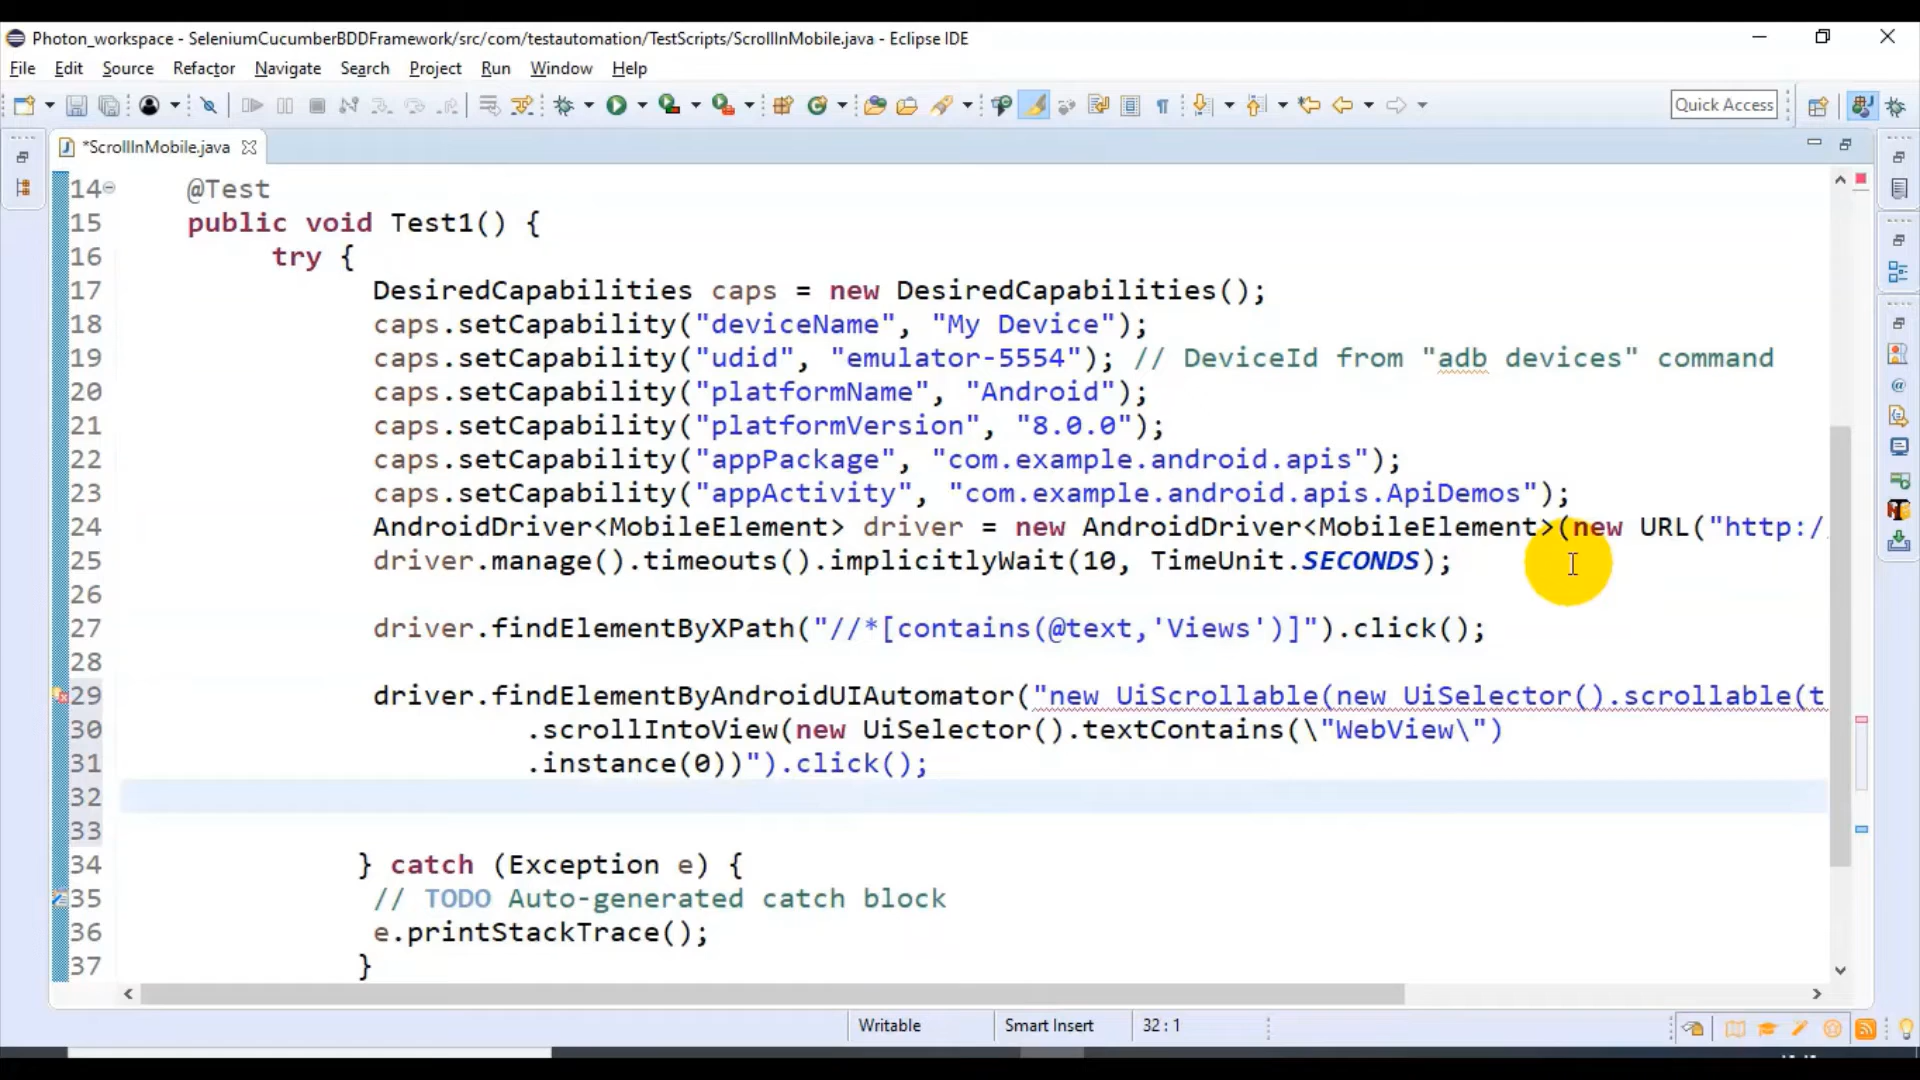 Photon_workspace - SeleniumCucumberBDDFramework/src/com/testautomation/TestScripts/ScrollInMobile.java - Eclipse IDE
File Edit Source Refactor Navigate Search Project Run Window Help
Quick Access
*ScrollInMobile.java
14 @Test
15 public void Test1() {
16 try {
17 DesiredCapabilities caps = new DesiredCapabilities();
18 caps.setCapability("deviceName", "My Device");
19 caps.setCapability("udid", "emulator-5554"); // DeviceId from "adb devices" command
20 caps.setCapability("platformName", "Android");
21 caps.setCapability("platformVersion", "8.0.0");
22 caps.setCapability("appPackage", "com.example.android.apis");
23 caps.setCapability("appActivity", "com.example.android.apis.ApiDemos");
24 AndroidDriver<MobileElement> driver = new AndroidDriver<MobileElement>(new URL("http:/
25 driver.manage().timeouts().implicitlyWait(10, TimeUnit.SECONDS);
26
27 driver.findElementByXPath("//*[contains(@text,'Views')]").click();
28
29 driver.findElementByAndroidUIAutomator("new UiScrollable(new UiSelector().scrollable(t
30 .scrollIntoView(new UiSelector().textContains(\"WebView\")
31 .instance(0))").click();
32
33
34 } catch (Exception e) {
35 // TODO Auto-generated catch block
36 e.printStackTrace();
37 }
Writable Smart Insert 32 : 1